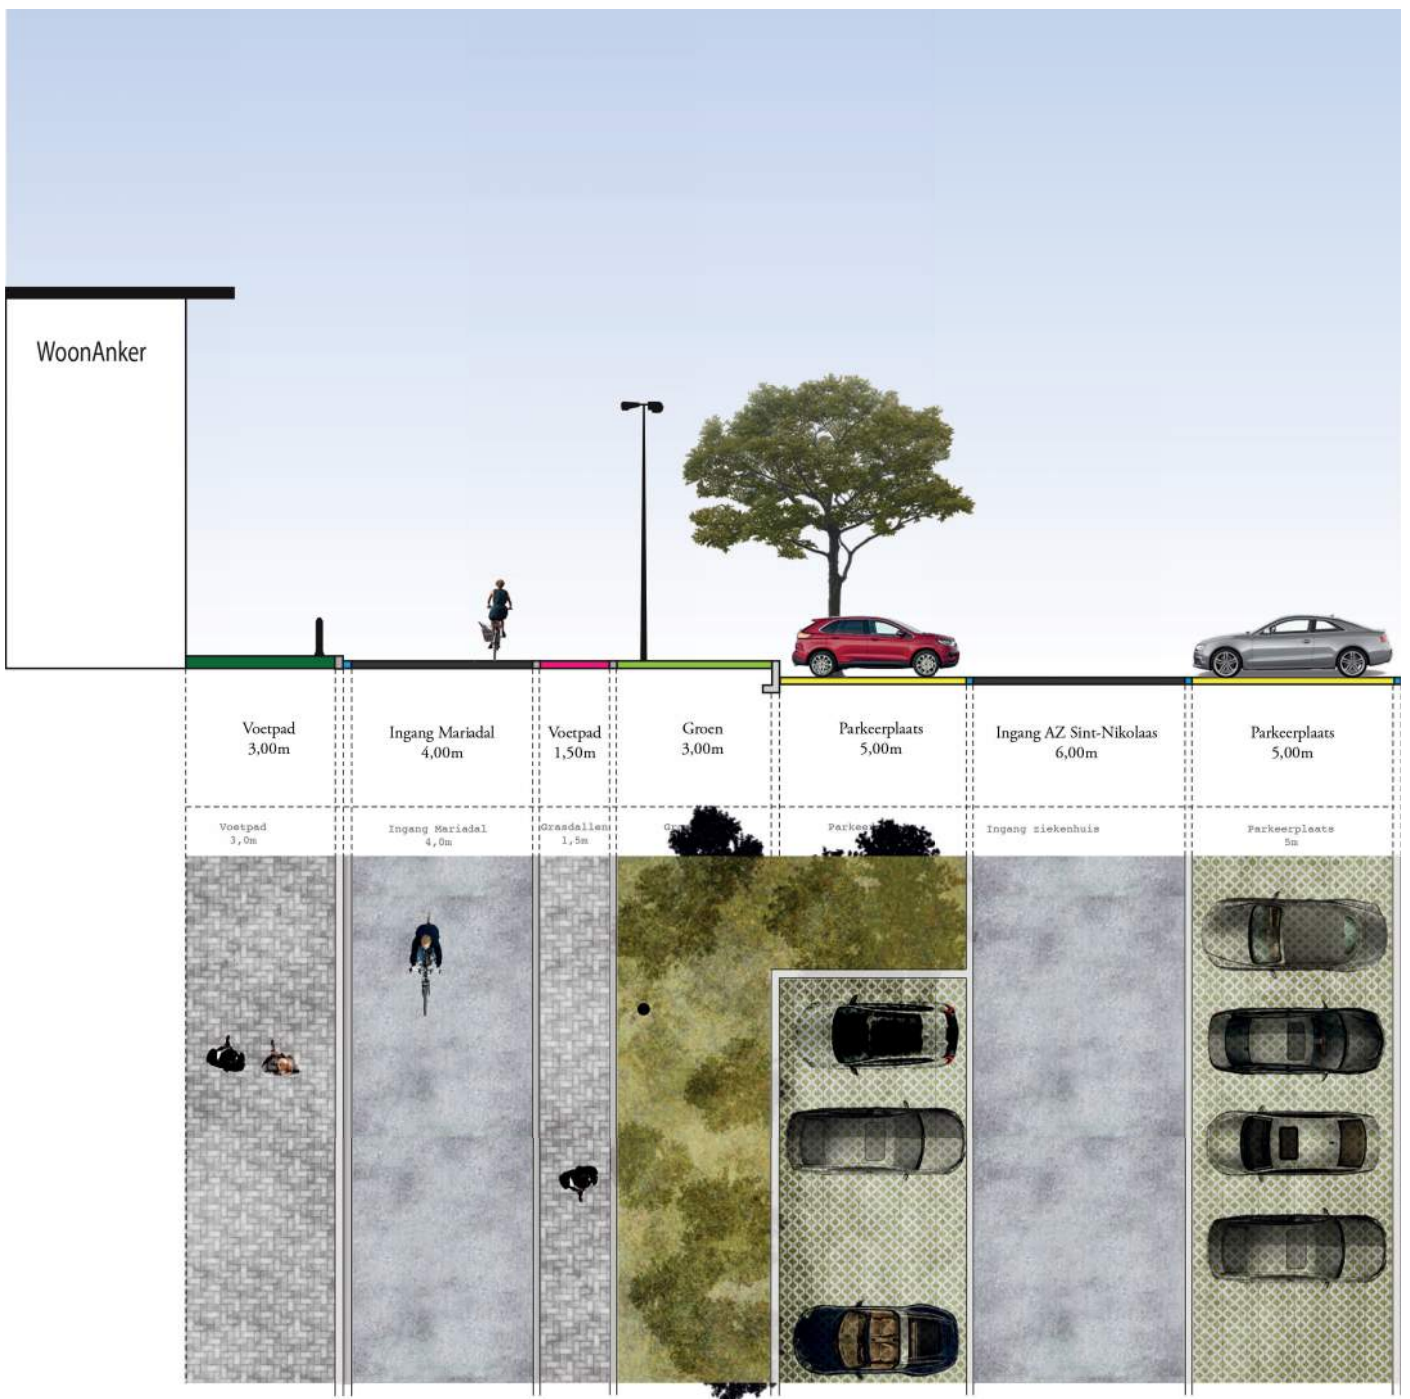 WoonAnker
Voetpad
3,00m
Ingang Mariadal
4,00m
Voetpad
1,50m
Groen
3,00m
Parkeerplaats
5,00m
Ingang AZ Sint-Nikolaas
6,00m
Parkeerplaats
5,00m
Voetpad
3,0m
Ingang Mariadal
4,0m
Grasdallen
1,5m
Ingang ziekenhuis
Parkeerplaats
5m